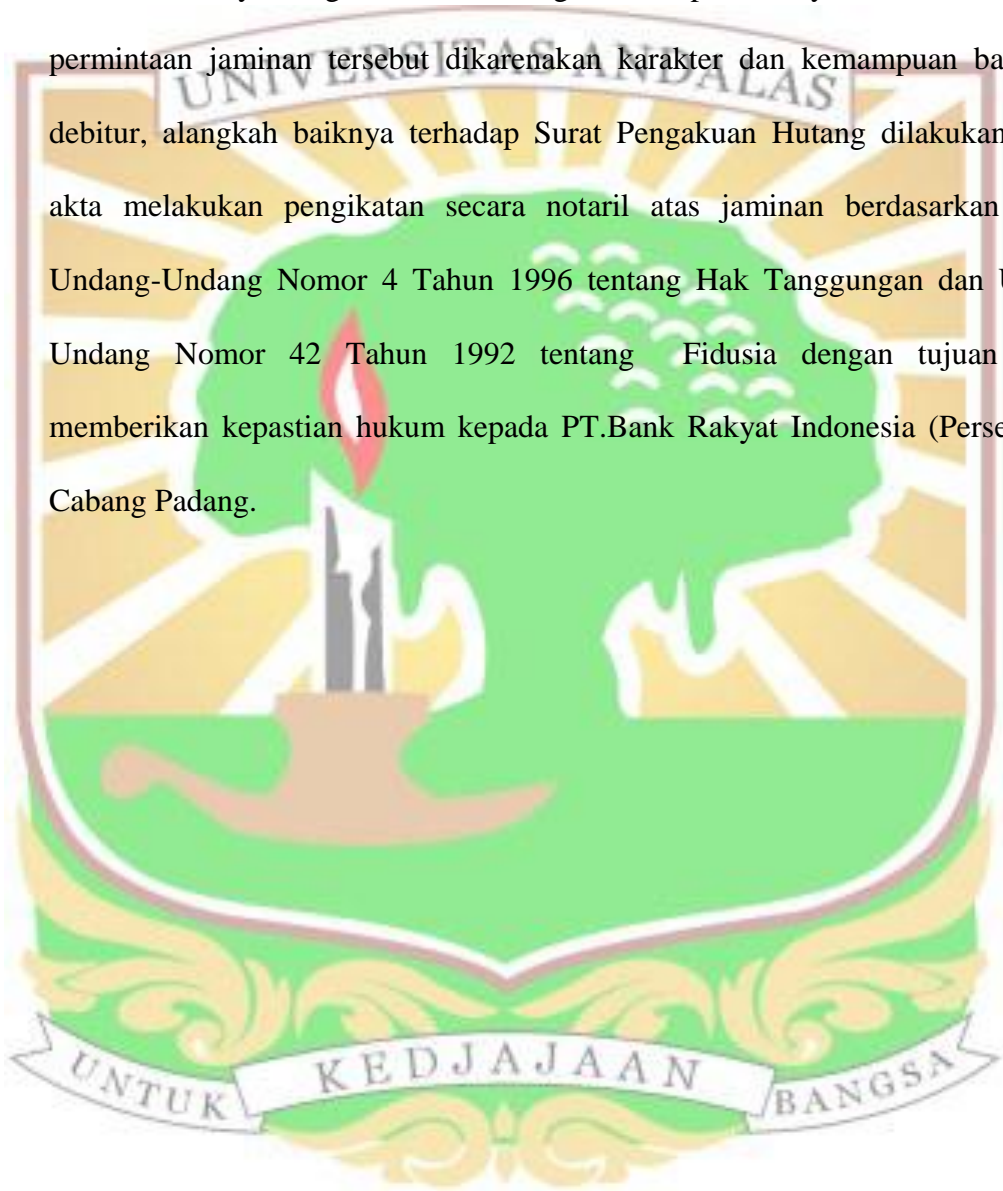 permintaan jaminan tersebut dikarenakan karakter dan kemampuan
debitur, alangkah baiknya terhadap Surat Pengakuan Hutang dilakukan
akta melakukan pengikatan secara notaril atas jaminan berdasarkan
Undang-Undang Nomor 4 Tahun 1996 tentang Hak Tanggungan dan
Undang Nomor 42 Tahun 1992 tentang Fidusia dengan tujuan
memberikan kepastian hukum kepada PT.Bank Rakyat Indonesia
Cabang Padang.
UNIVERSITAS ANDALAS
UNTUK KEDJAJAAN BANGSA